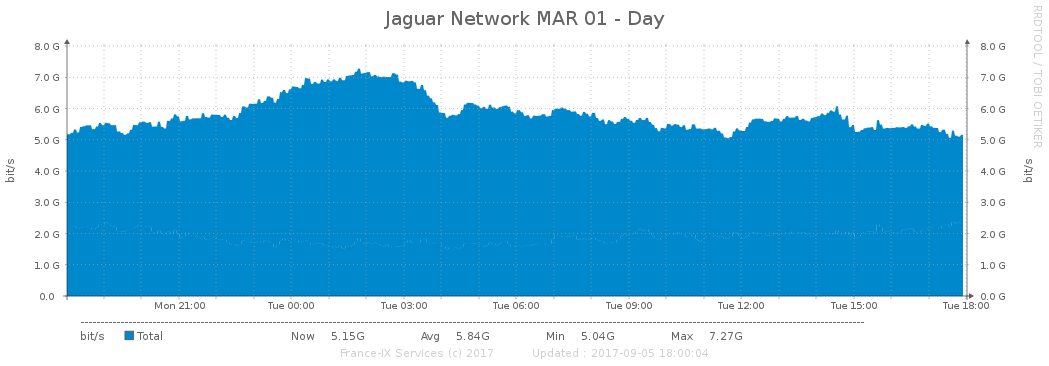 Jaguar Network MAR 01 - Day
RRDTOOL / TOBI OETIKER
bit/s
8.0 G 8.0 G
7.0 G 7.0 G
6.0 G 6.0 G
5.0 G 5.0 G
4.0 G 4.0 G
3.0 G 3.0 G
2.0 G 2.0 G
1.0 G 1.0 G
0.0 0.0 G
bit/s
Mon 21:00 Tue 00:00 Tue 03:00 Tue 06:00 Tue 09:00 Tue 12:00 Tue 15:00 Tue 18:00
bit/s Total Now 5.15G Avg 5.84G Min 5.04G Max 7.27G
France-IX Services (c) 2017 Updated : 2017-09-05 18:00:04